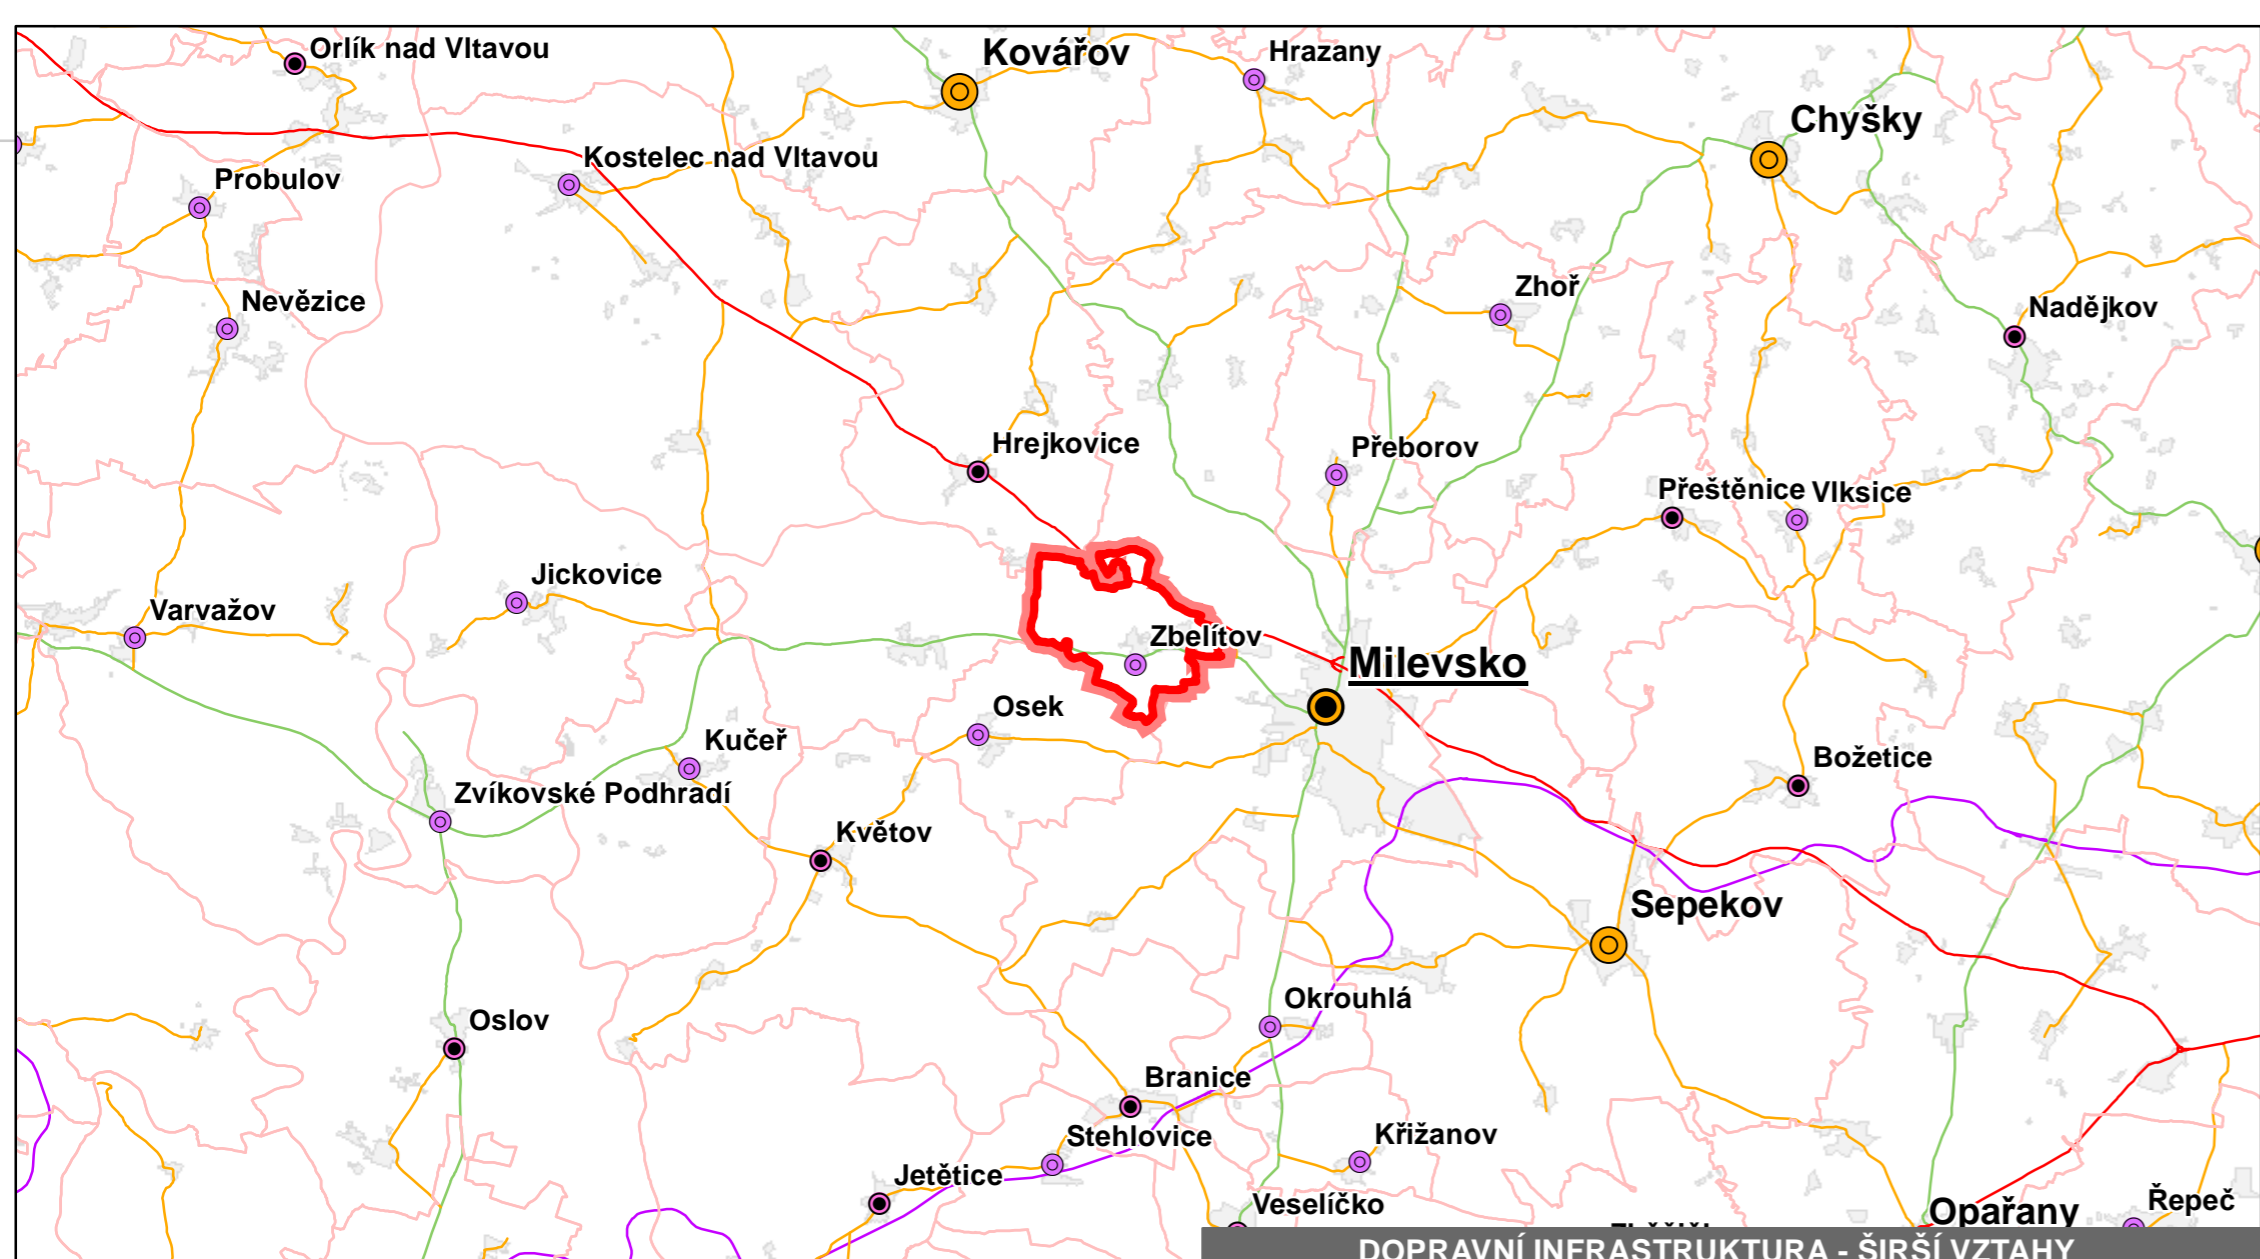 Orlík nad Vltavou
Kovářov
Hrazany
Chyšky
Kostelec nad Vltavou
Probulov
Nevězice
Zhoř
Nadějkov
Hrejkovice
Přeborov
Přeštěnice
Vlksice
Jickovice
Varvažov
Zbelítov
Milevsko
Osek
Kučeř
Božetice
Zvíkovské Podhradí
Květov
Sepekov
Okrouhlá
Oslov
Branice
Stehlovice
Křižanov
Jetětice
Veselíčko
Opařany
Řepeč
DOPRAVNÍ INFRASTRUKTURA - ŠIRŠÍ VZTAHY